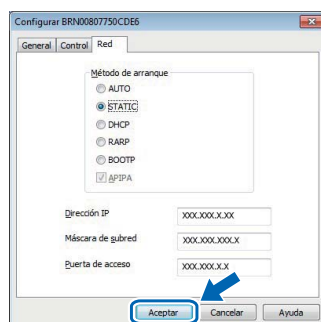 Configurar BRN00807750CDE6
General Control Red
Método de arranque
AUTO
STATIC
DHCP
RARP
BOOTP
APIPA
Dirección IP XXX.XXX.X.XX
Máscara de subred XXX.XXX.XXX.X
Puerta de acceso XXX.XXX.X.X
Aceptar Cancelar Ayuda